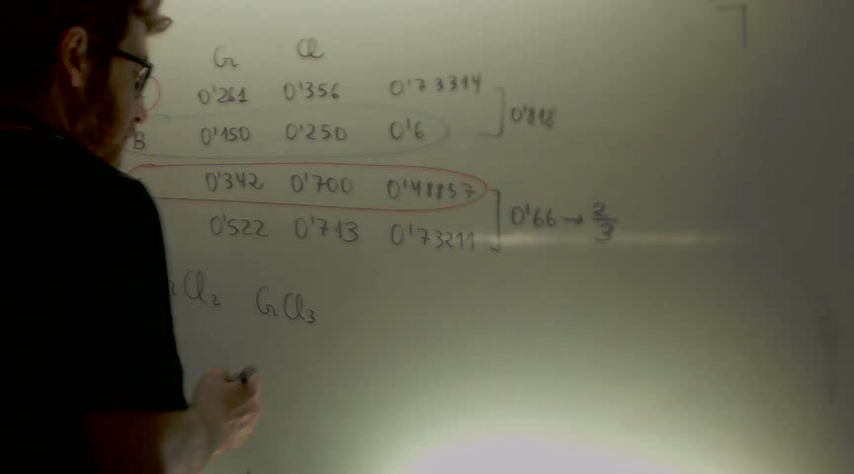 Cr Cl
0'261 0'356 0'73314
0'818
B 0'150 0'250 0'6
0'342 0'700 0'48857
0'66 → 2/3
0'522 0'713 0'73211
Cl₂ CrCl₃